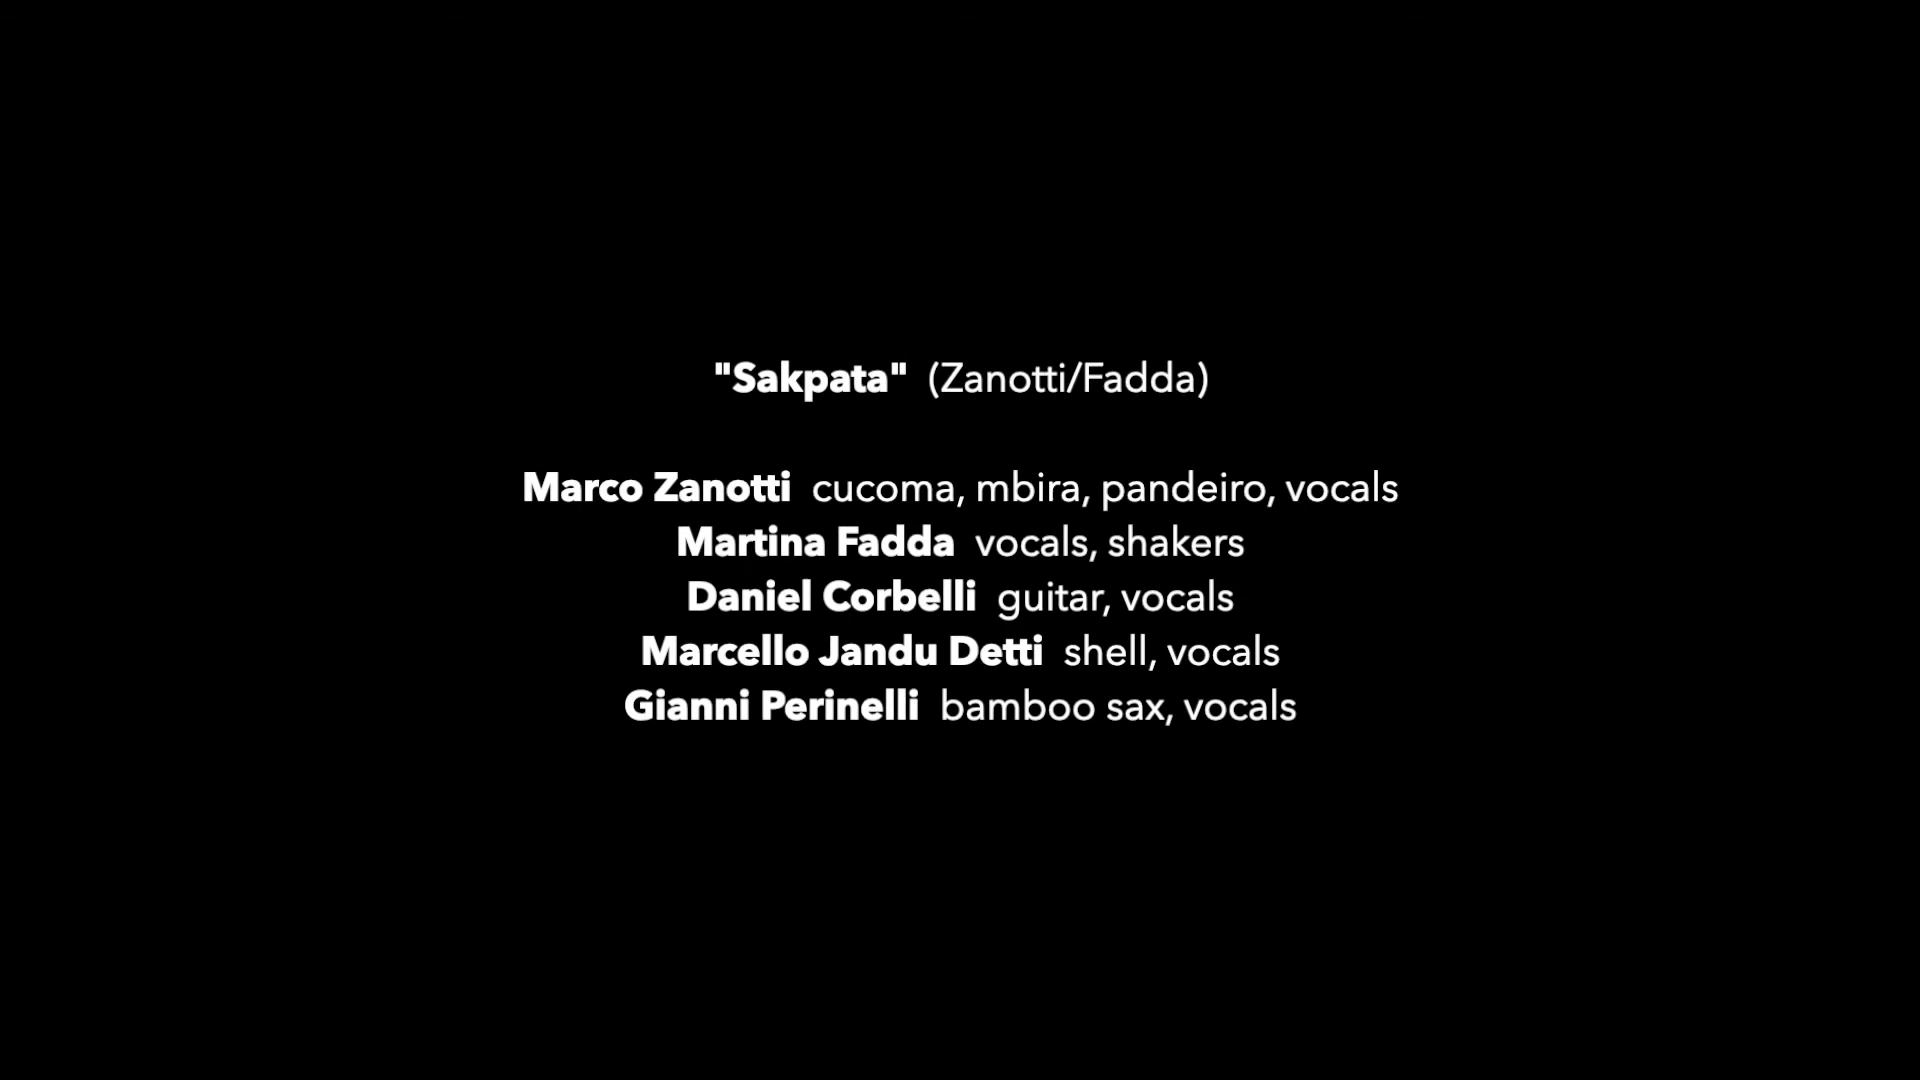 "Sakpata" (Zanotti/Fadda)
Marco Zanotti cucoma, mbira, pandeiro, vocals
Martina Fadda vocals, shakers
Daniel Corbelli guitar, vocals
Marcello Jandu Detti shell, vocals
Gianni Perinelli bamboo sax, vocals